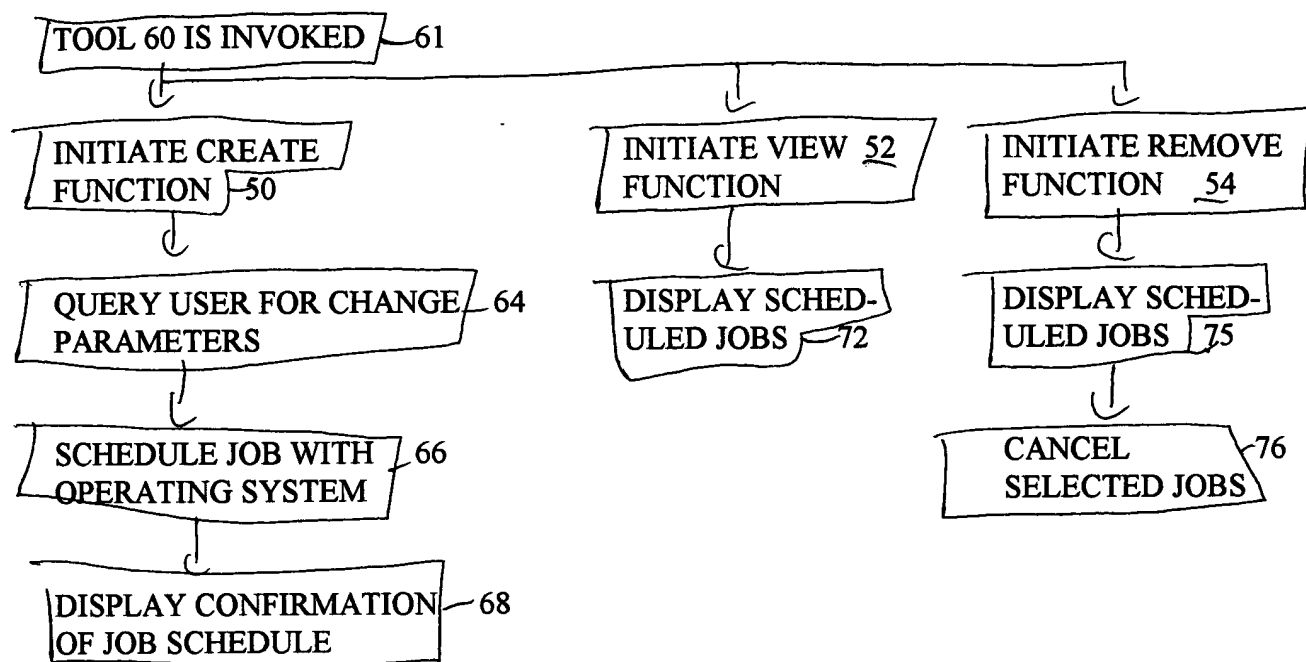 TOOL 60 IS INVOKED 61
INITIATE CREATE
FUNCTION 50
QUERY USER FOR CHANGE
PARAMETERS
64
SCHEDULE JOB WITH
OPERATING SYSTEM
66
DISPLAY CONFIRMATION
OF JOB SCHEDULE
68
INITIATE VIEW 52
FUNCTION
DISPLAY SCHED-
ULED JOBS 72
INITIATE REMOVE
FUNCTION 54
DISPLAY SCHED-
ULED JOBS 75
CANCEL
SELECTED JOBS
76